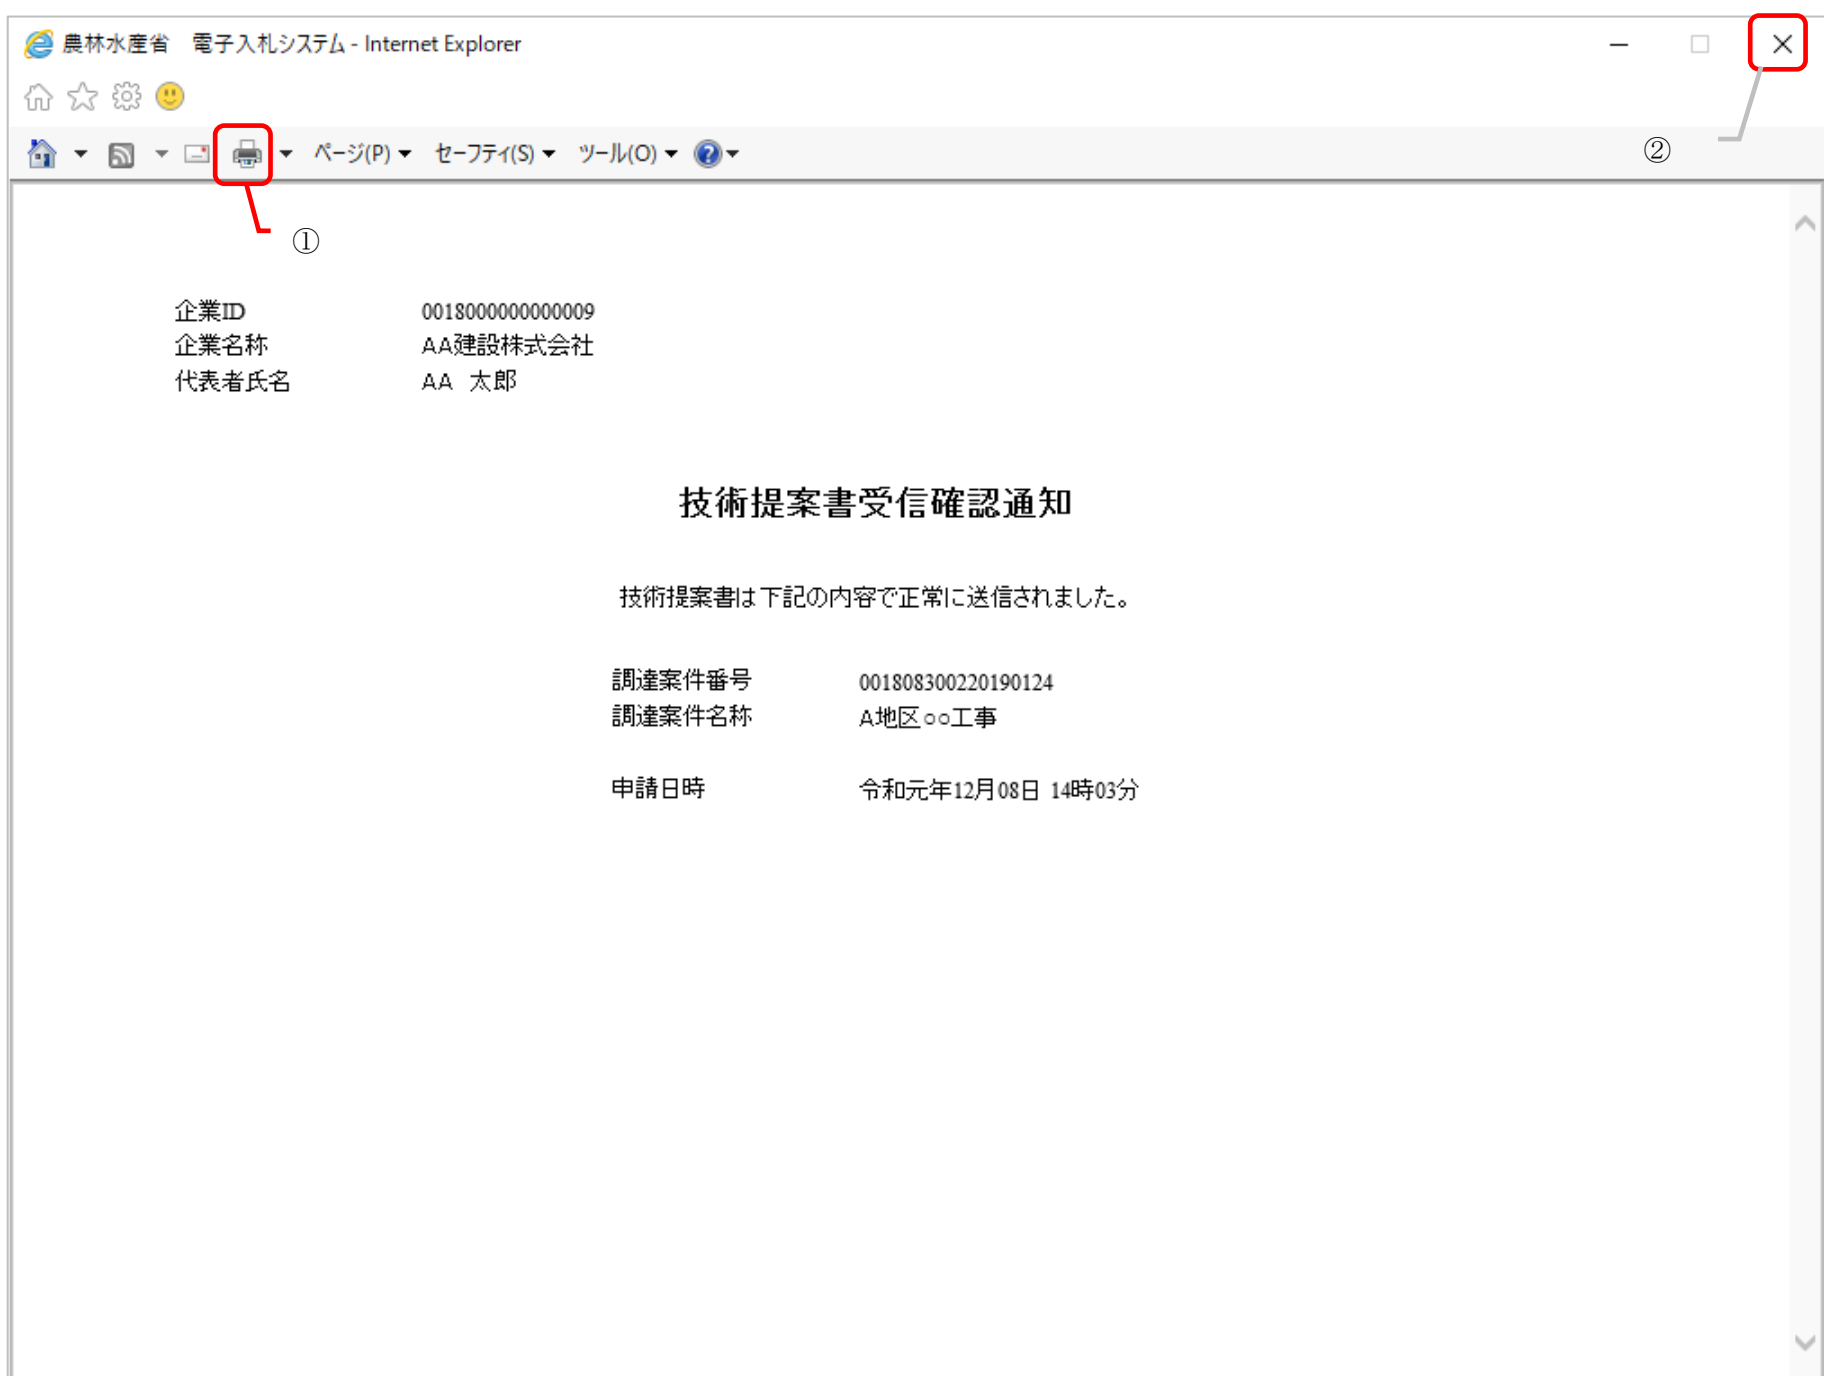 農林水産省　電子入札システム - Internet Explorer
②
ページ(P) セーフティ(S) ツール(O)
①
企業ID 0018000000000009
企業名称 AA建設株式会社
代表者氏名 AA　太郎
技術提案書受信確認通知
技術提案書は下記の内容で正常に送信されました。
調達案件番号 001808300220190124
調達案件名称 A地区○○工事
申請日時 令和元年12月08日 14時03分